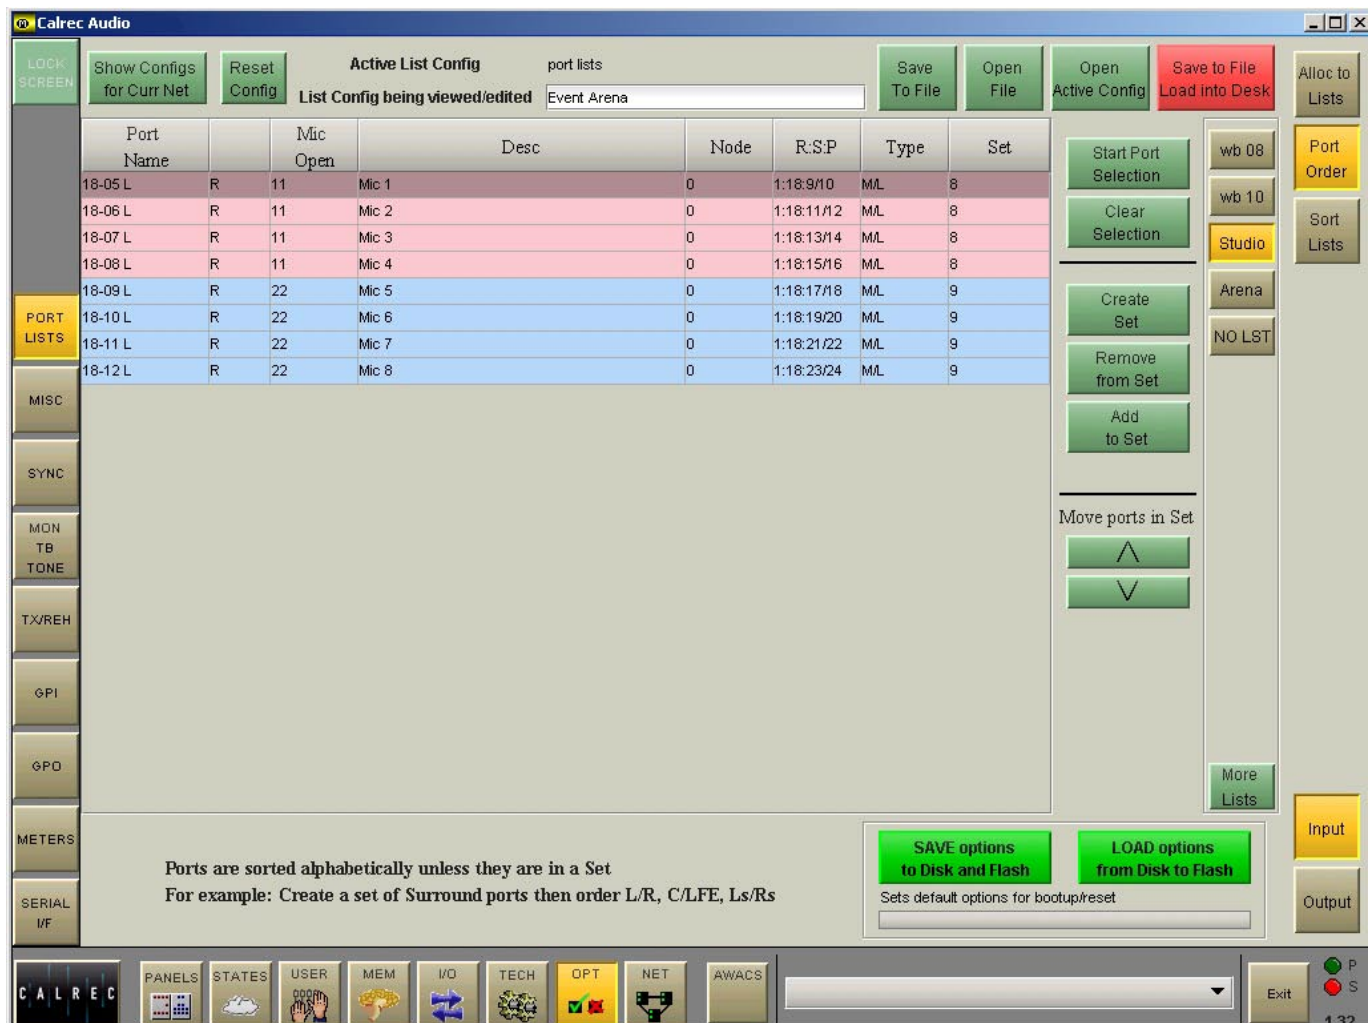 Calrec Audio
LOCK
SCREEN
Show Configs
for Curr Net
Reset
Config
Active List Config
port lists
List Config being viewed/edited
Event Arena
Save
To File
Open
File
Open
Active Config
Save to File
Load into Desk
Alloc to
Lists
Port
Order
Sort
Lists
Port
Name
Mic
Open
Desc
Node
R:S:P
Type
Set
18-05 L R 11 Mic 1 0 1:18:9/10 M/L 8
18-06 L R 11 Mic 2 0 1:18:11/12 M/L 8
18-07 L R 11 Mic 3 0 1:18:13/14 M/L 8
18-08 L R 11 Mic 4 0 1:18:15/16 M/L 8
18-09 L R 22 Mic 5 0 1:18:17/18 M/L 9
18-10 L R 22 Mic 6 0 1:18:19/20 M/L 9
18-11 L R 22 Mic 7 0 1:18:21/22 M/L 9
18-12 L R 22 Mic 8 0 1:18:23/24 M/L 9
Start Port
Selection
Clear
Selection
Create
Set
Remove
from Set
Add
to Set
Move ports in Set
wb 08
wb 10
Studio
Arena
NO LST
More
Lists
Input
Output
PORT
LISTS
MISC
SYNC
MON
TB
TONE
TX/REH
GPI
GPO
METERS
SERIAL
I/F
Ports are sorted alphabetically unless they are in a Set
For example: Create a set of Surround ports then order L/R, C/LFE, Ls/Rs
SAVE options
to Disk and Flash
LOAD options
from Disk to Flash
Sets default options for bootup/reset
CALREC
PANELS
STATES
USER
MEM
I/O
TECH
OPT
NET
AWACS
Exit
P
S
1.32